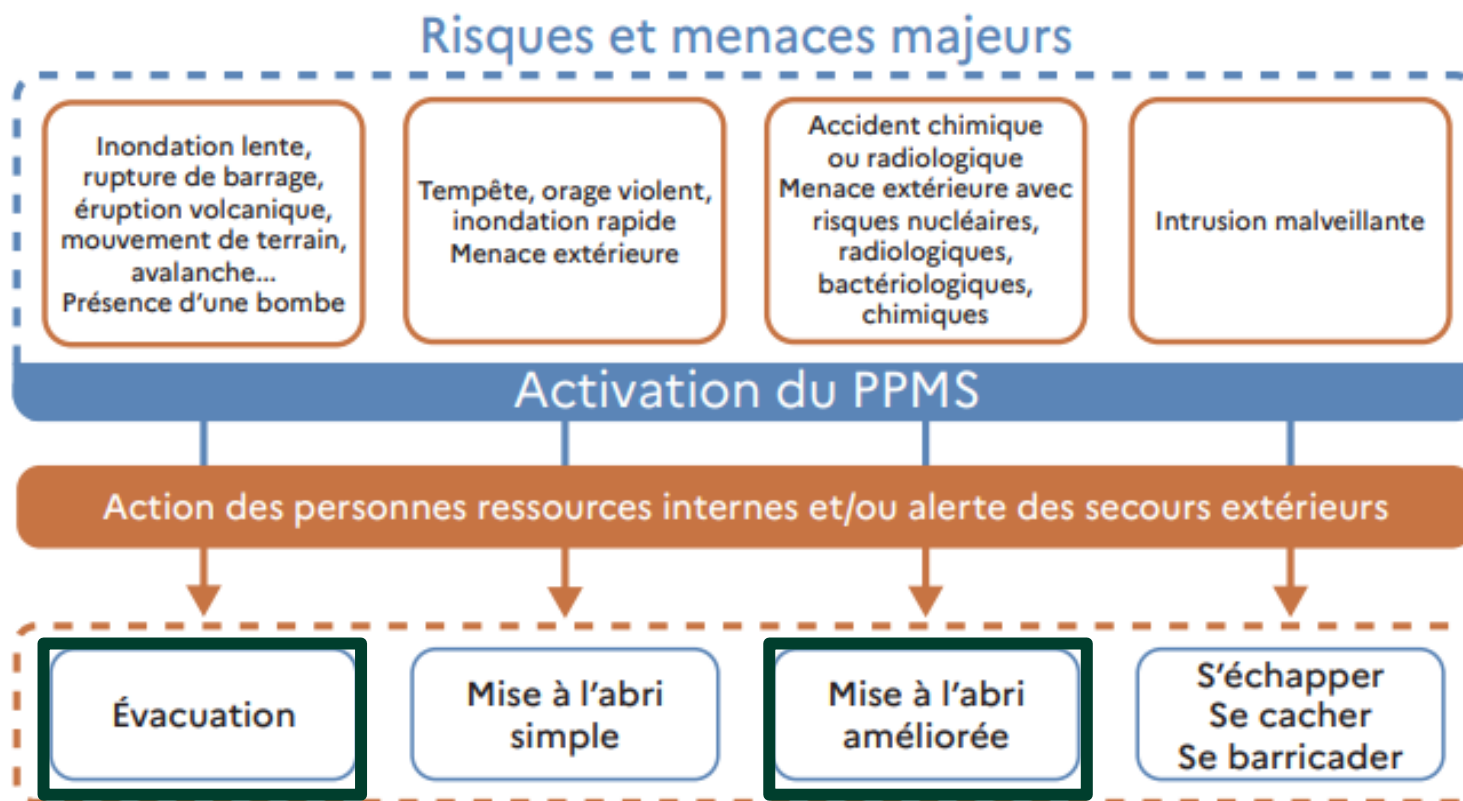 Risques et menaces majeurs
Inondation lente,
rupture de barrage,
éruption volcanique,
mouvement de terrain,
avalanche...
Présence d'une bombe
Tempête, orage violent,
inondation rapide
Menace extérieure
Accident chimique
ou radiologique
Menace extérieure avec
risques nucléaires,
radiologiques,
bactériologiques,
chimiques
Intrusion malveillante
Activation du PPMS
Action des personnes ressources internes et/ou alerte des secours extérieurs
Évacuation
Mise à l'abri
simple
Mise à l'abri
améliorée
S'échapper
Se cacher
Se barricader